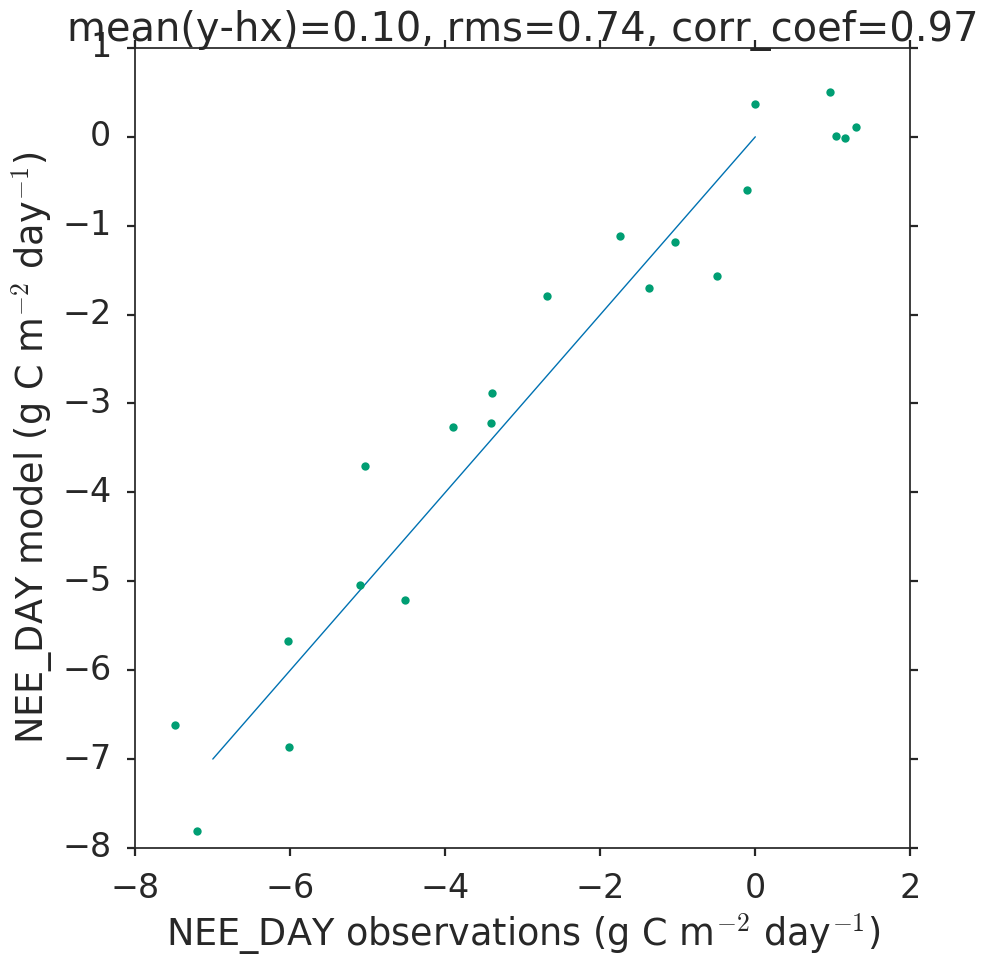 mean(y-hx)=0.10, rms=0.74, corr_coef=0.97
1
0
−1
−2
−3
−4
−5
−6
−7
−8
NEE_DAY model (g C m⁻² day⁻¹)
−8 −6 −4 −2 0 2
NEE_DAY observations (g C m⁻² day⁻¹)